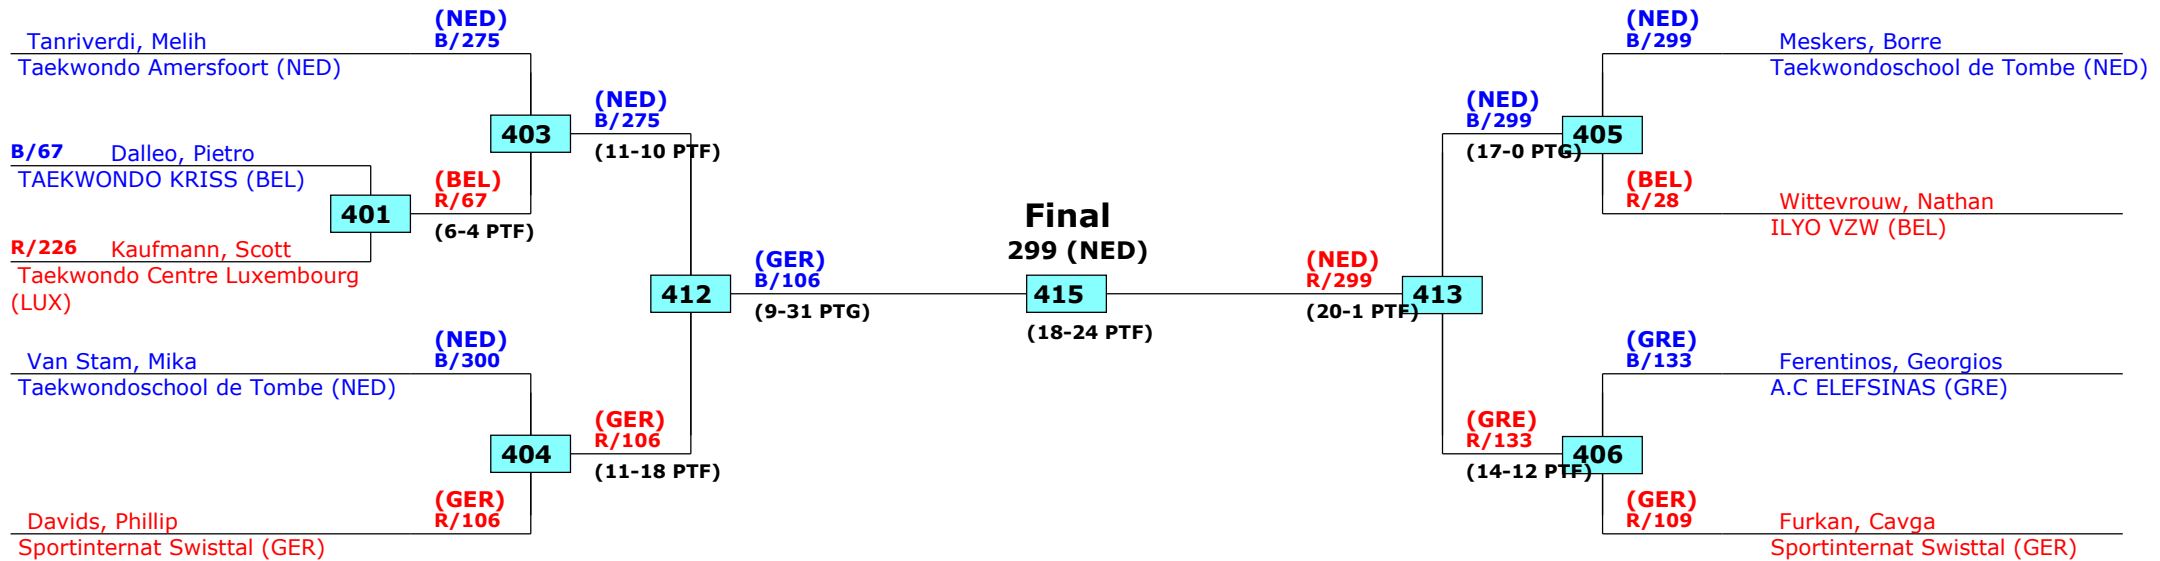 (NED)
B/275
Tanriverdi, Melih
Taekwondo Amersfoort (NED)
B/67 Dalleo, Pietro
TAEKWONDO KRISS (BEL)
R/226 Kaufmann, Scott
Taekwondo Centre Luxembourg
(LUX)
401
(BEL)
R/67
(6-4 PTF)
403
(NED)
B/275
(11-10 PTF)
(NED)
B/300
Van Stam, Mika
Taekwondoschool de Tombe (NED)
(GER)
R/106
Davids, Phillip
Sportinternat Swisttal (GER)
404
(GER)
R/106
(11-18 PTF)
412
(GER)
B/106
(9-31 PTG)
Final
299 (NED)
415
(18-24 PTF)
(NED)
R/299
(20-1 PTF)
413
(NED)
B/299
(17-0 PTG)
405
(NED)
B/299
Meskers, Borre
Taekwondoschool de Tombe (NED)
(BEL)
R/28
Wittevrouw, Nathan
ILYO VZW (BEL)
(GRE)
R/133
(14-12 PTF)
406
(GRE)
B/133
Ferentinos, Georgios
A.C ELEFSINAS (GRE)
(GER)
R/109
Furkan, Cavga
Sportinternat Swisttal (GER)